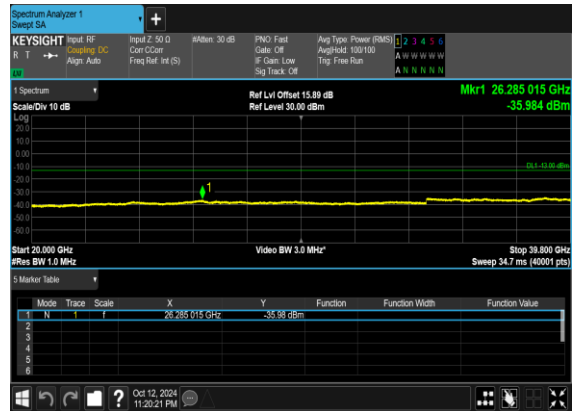 Spectrum Analyzer 1
Swept SA
+
KEYSIGHT Input: RF Input Z: 50 Ω #Atten: 30 dB PNO: Fast Avg Type: Power (RMS) 1 2 3 4 5 6
R T Coupling: DC Corr CCorr Gate: Off Avg|Hold: 100/100 A W W W W W
Align: Auto Freq Ref: Int (S) IF Gain: Low Trig: Free Run
Sig Track: Off A N N N N N
1 Spectrum Ref Lvl Offset 15.89 dB Mkr1 26.285 015 GHz
Scale/Div 10 dB Ref Level 30.00 dBm -35.984 dBm
Log
20.0
10.0
0.00
-10.0
DL1 -13.00 dBm
-20.0
-30.0
1
-40.0
-50.0
-60.0
Start 20.000 GHz Video BW 3.0 MHz* Stop 39.800 GHz
#Res BW 1.0 MHz Sweep 34.7 ms (40001 pts)
5 Marker Table
Mode Trace Scale X Y Function Function Width Function Value
1 N 1 f 26.285 015 GHz -35.98 dBm
2
3
4
5
6
? Oct 12, 2024
11:20:21 PM